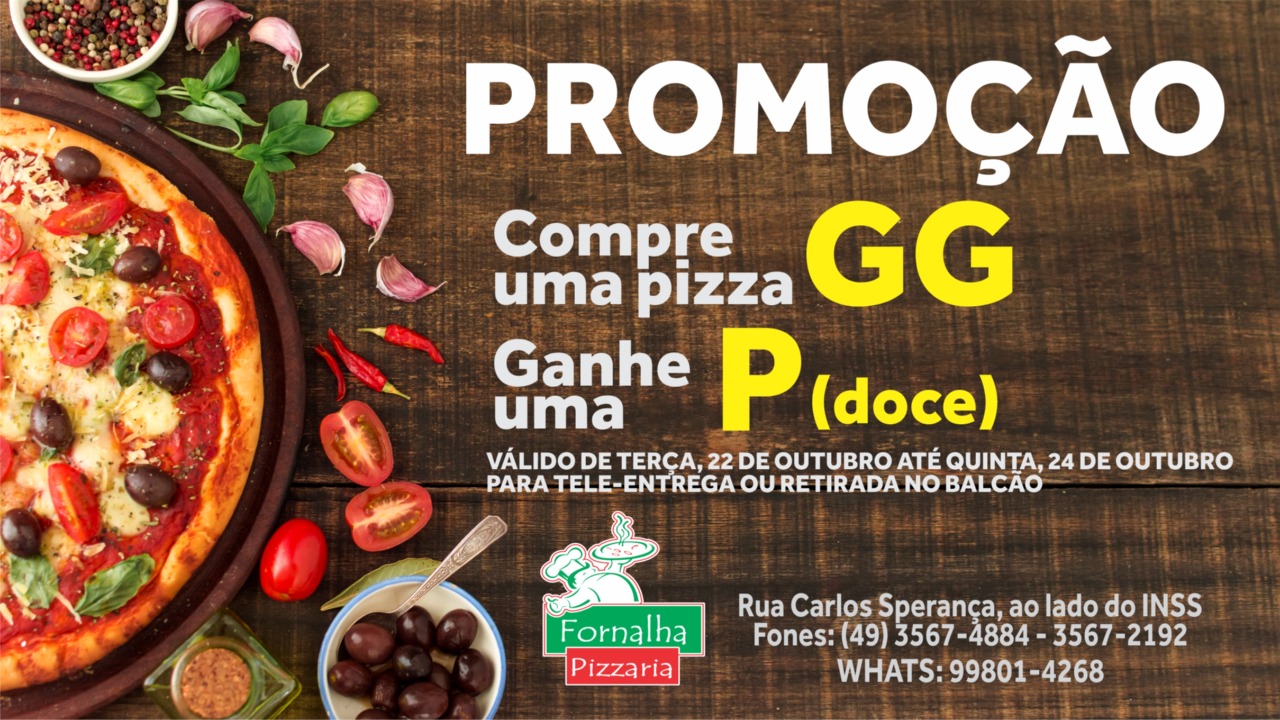 PROMOÇÃO
Compre
uma pizza GG
Ganhe
uma P (doce)
VÁLIDO DE TERÇA, 22 DE OUTUBRO ATÉ QUINTA, 24 DE OUTUBRO
PARA TELE-ENTREGA OU RETIRADA NO BALCÃO
Fornalha
Pizzaria
Rua Carlos Sperança, ao lado do INSS
Fones: (49) 3567-4884 - 3567-2192
WHATS: 99801-4268